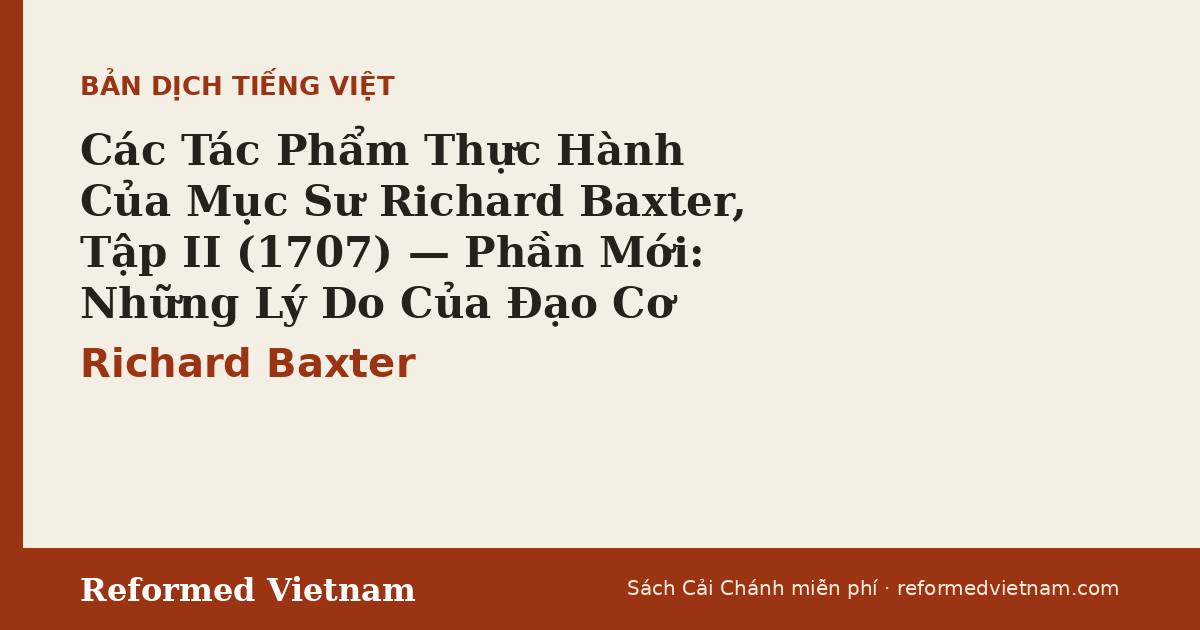 BẢN DỊCH TIẾNG VIỆT
Các Tác Phẩm Thực Hành
Của Mục Sư Richard Baxter,
Tập II (1707) — Phần Mới:
Những Lý Do Của Đạo Cơ
Richard Baxter
Reformed Vietnam
Sách Cải Chánh miễn phí · reformedvietnam.com